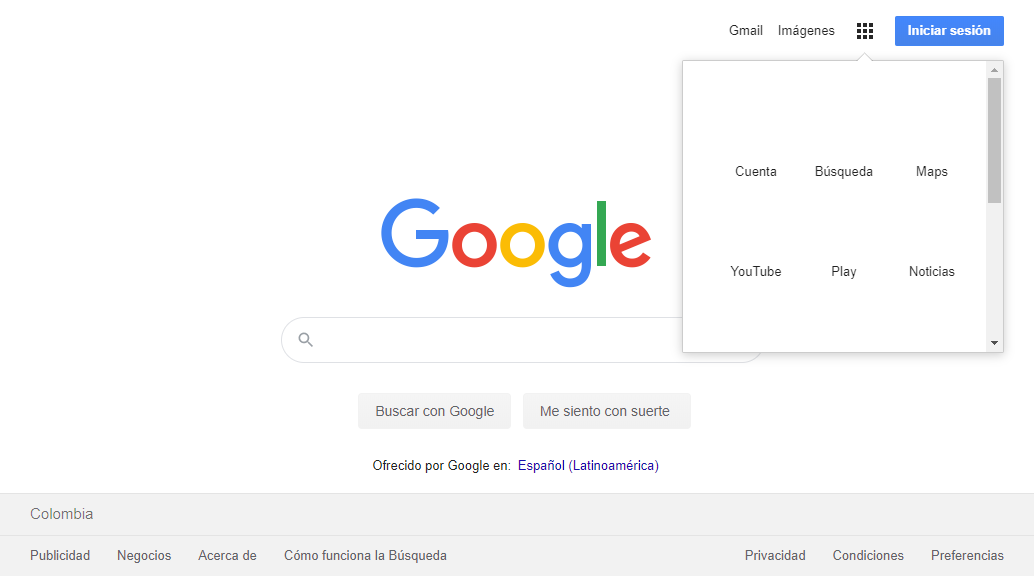 Gmail Imágenes Iniciar sesión
Cuenta Búsqueda Maps
YouTube Play Noticias
Google
Buscar con Google Me siento con suerte
Ofrecido por Google en: Español (Latinoamérica)
Colombia
Publicidad Negocios Acerca de Cómo funciona la Búsqueda Privacidad Condiciones Preferencias